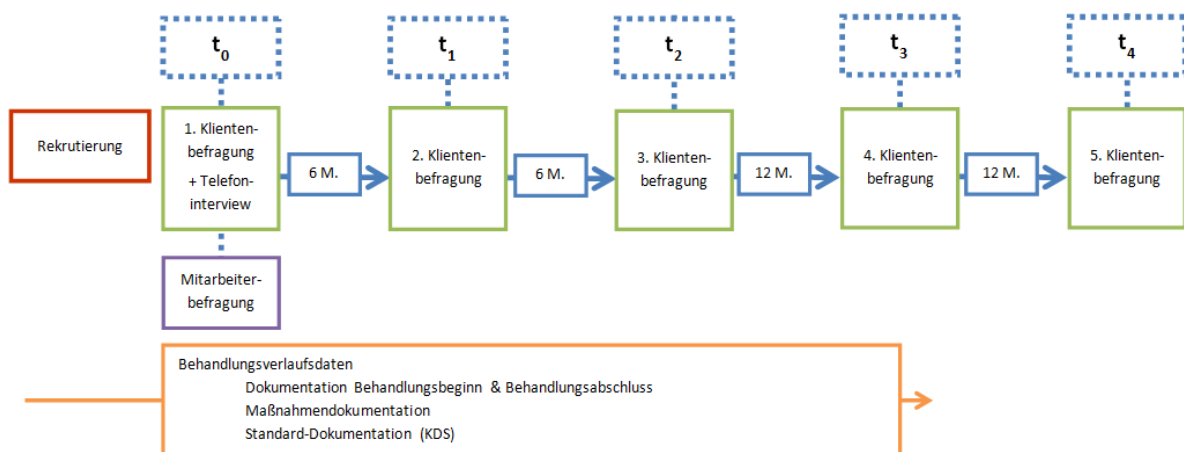 t0
t1
t2
t3
t4
Rekrutierung
1. Klienten-
befragung
+ Telefon-
interview
6 M.
2. Klienten-
befragung
6 M.
3. Klienten-
befragung
12 M.
4. Klienten-
befragung
12 M.
5. Klienten-
befragung
Mitarbeiter-
befragung
Behandlungsverlaufsdaten
Dokumentation Behandlungsbeginn & Behandlungsabschluss
Maßnahmendokumentation
Standard-Dokumentation (KDS)